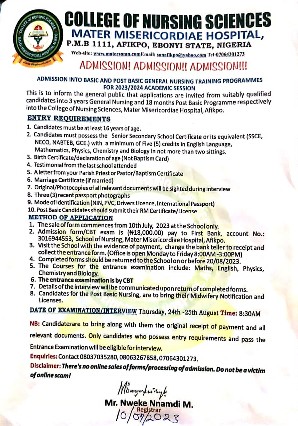 COLLEGE OF NURSING SCIENCES
MATER MISERICORDIAE HOSPITAL,
P.M.B 1111, AFIKPO, EBONYI STATE, NIGERIA
ADMISSION! ADMISSION!! ADMISSION!!!
ADMISSION INTO BASIC AND POST BASIC GENERAL NURSING TRAINING PROGRAMMES
FOR 2023/2024 ACADEMIC SESSION
This is to inform the general public that applications are invited from suitably qualified
candidates into 3 years General Nursing and 18 months Post Basic Programme respectively
into the College of Nursing Sciences, Mater Misericordiae Hospital, Afikpo.
ENTRY REQUIREMENTS
1. Candidates must be at least 16 years of age.
2. Candidates must possess the Senior Secondary School Certificate or its equivalent (SSCE,
NECO, NABTEB, GCE.) with a minimum of Five (5) credits in English Language,
Mathematics, Physics, Chemistry and Biology in not more than two sittings.
3. Birth Certificate/declaration of age (Not Baptism Card)
4. Testimonial from the last school attended
5. A letter from your Parish Priest or Pastor/Baptism Certificate
6. Marriage Certificate (if married)
7. Original/Photocopies of all relevant documents will be sighted during interview
8. Three (3) recent passport photographs
9. Mode of Identification (NIN, PVC, Drivers Licence, International Passport)
10. Post Basic Candidates should submit their RM Certificate/License
METHOD OF APPLICATION
1. The sale of form commences from 10th July, 2023 at the School only.
2. Admission form/CBT exam is (₦18,000.00) pay to First Bank, account No.:
3016944653, School of Nursing, Mater Misericordiae Hospital, Afikpo.
3. Visit the School with the evidence of payment, change the bank teller to receipt and
collect the entrance form. (Office is open Monday to Friday 8:00AM-3:00PM)
4. Completed forms should be returned to the School on or before 20/08/2023.
5. The Courses for the entrance examination include: Maths, English, Physics,
Chemistry and Biology.
6. The entrance examination is by CBT
7. Details of the interview will be communicated upon return of completed forms.
8. Candidates for the Post Basic Nursing, are to bring their Midwifery Notification and
Licenses.
DATE OF EXAMINATION/INTERVIEW Thursday, 24th -25th August Time: 8:30AM
NB: Candidates are to bring along with them the original receipt of payment and all
relevant documents. Only candidates who possess entry requirements and pass the
Entrance Examination will be eligible for interview.
Enquiries: Contact 08037035280, 08063267658, 07064301273.
Disclaimer: There's no online sales of forms/processing of admission. Do not be a victim
of online scam!
Mr. Nweke Nnamdi M.
Registrar
10/07/2023